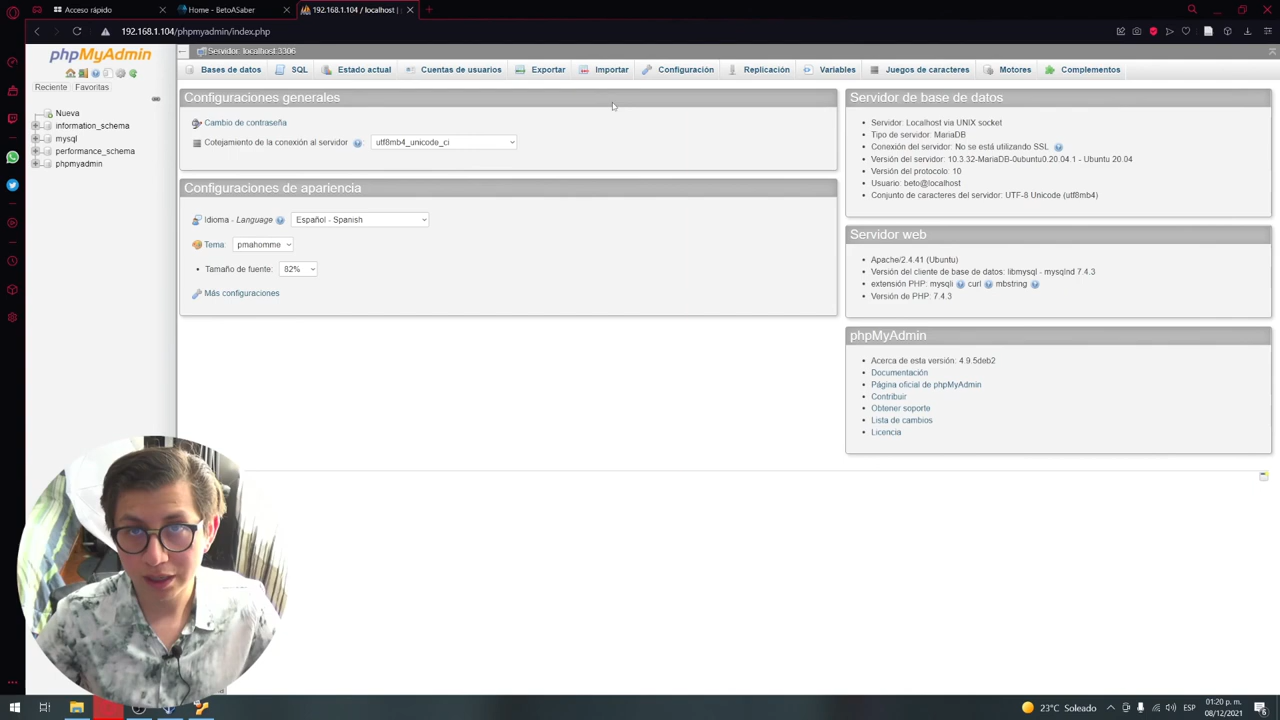 Acceso rápido
Home - BetoASaber
192.168.1.104 / localhost |
192.168.1.104/phpmyadmin/index.php
phpMyAdmin
Reciente
Favoritas
Nueva
information_schema
mysql
performance_schema
phpmyadmin
Servidor: localhost:3306
Bases de datos
SQL
Estado actual
Cuentas de usuarios
Exportar
Importar
Configuración
Replicación
Variables
Juegos de caracteres
Motores
Complementos
Configuraciones generales
Cambio de contraseña
Cotejamiento de la conexión al servidor
utf8mb4_unicode_ci
Configuraciones de apariencia
Idioma - Language
Español - Spanish
Tema:
pmahomme
Tamaño de fuente:
82%
Más configuraciones
Servidor de base de datos
Servidor: Localhost via UNIX socket
Tipo de servidor: MariaDB
Conexión del servidor: No se está utilizando SSL
Versión del servidor: 10.3.32-MariaDB-0ubuntu0.20.04.1 - Ubuntu 20.04
Versión del protocolo: 10
Usuario: beto@localhost
Conjunto de caracteres del servidor: UTF-8 Unicode (utf8mb4)
Servidor web
Apache/2.4.41 (Ubuntu)
Versión del cliente de base de datos: libmysql - mysqlnd 7.4.3
extensión PHP: mysqli curl mbstring
Versión de PHP: 7.4.3
phpMyAdmin
Acerca de esta versión: 4.9.5deb2
Documentación
Página oficial de phpMyAdmin
Contribuir
Obtener soporte
Lista de cambios
Licencia
23°C Soleado
ESP
01:20 p. m.
08/12/2021